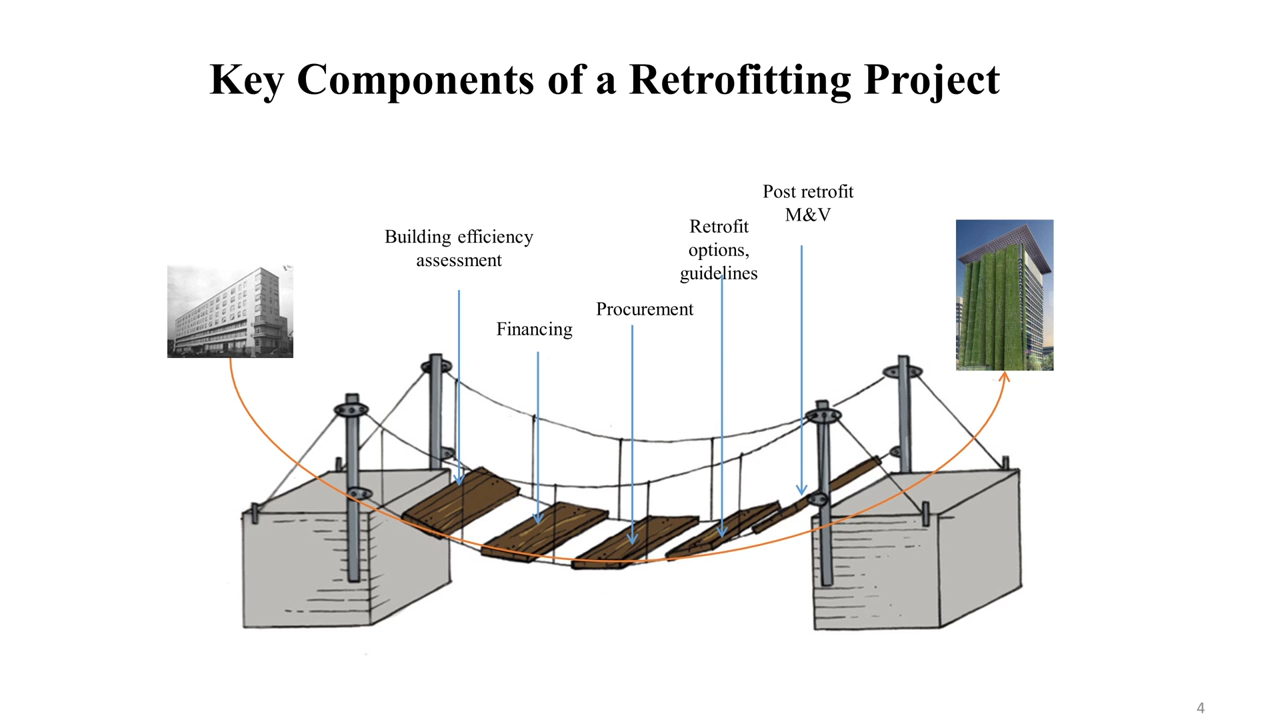 Key Components of a Retrofitting Project
Building efficiency
assessment
Financing
Procurement
Retrofit
options,
guidelines
Post retrofit
M&V
4